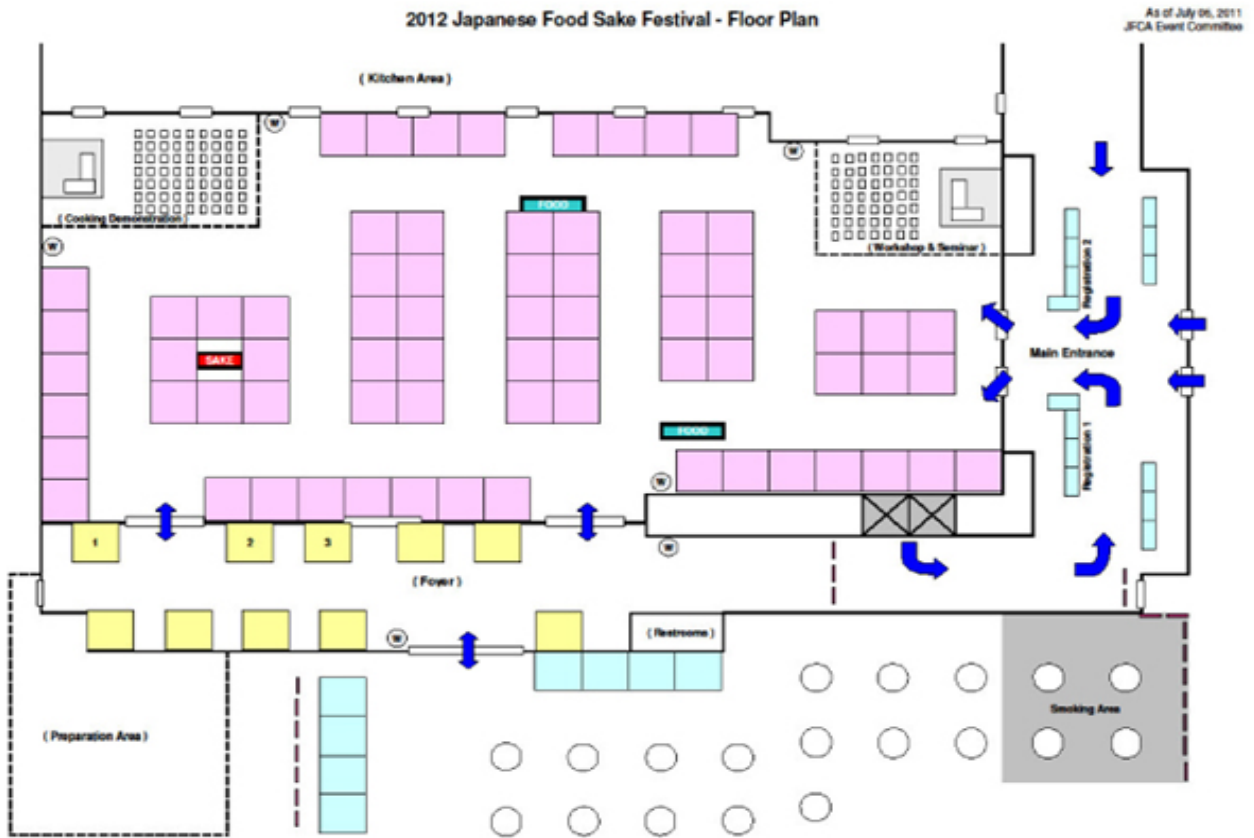 2012 Japanese Food Sake Festival - Floor Plan
As of July 06, 2011
JFCA Event Committee
( Kitchen Area )
W
W
( Cooking Demonstration )
FOOD
( Workshop & Seminar )
W
Registration 2
SAKE
Main Entrance
FOOD
Registration 1
W
1
2
3
W
( Foyer )
W
( Restrooms )
Smoking Area
( Preparation Area )